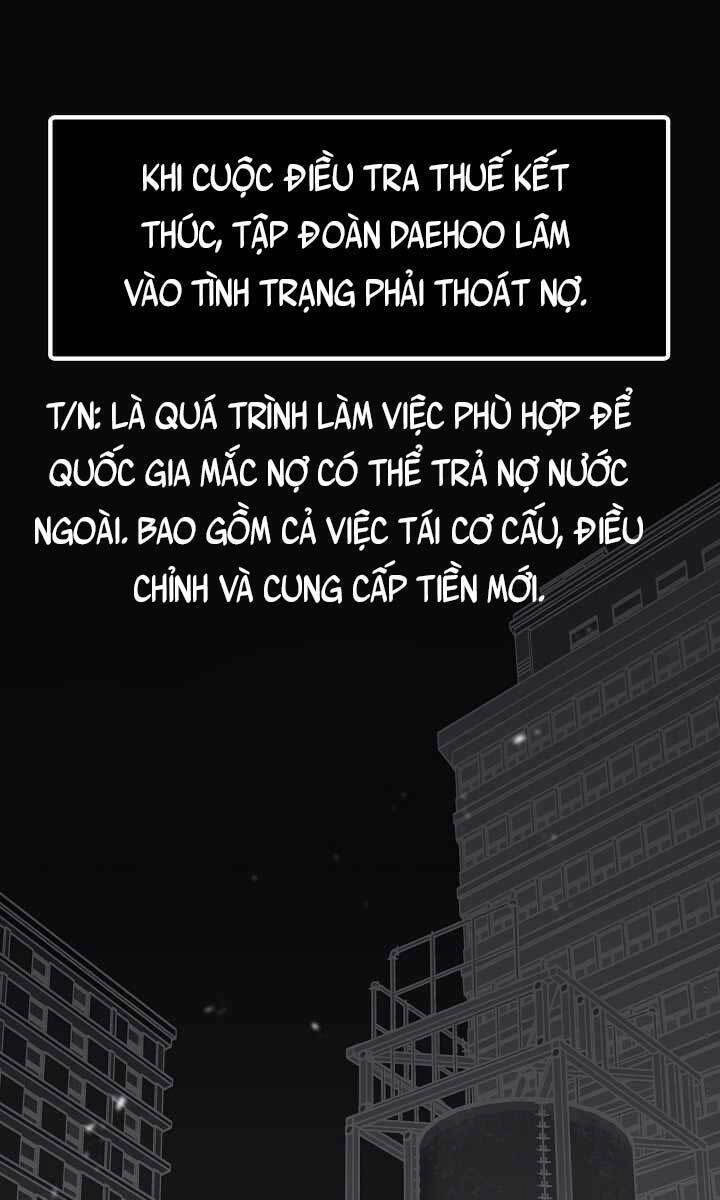 KHI CUỘC ĐIỀU TRA THUẾ KẾT
THÚC, TẬP ĐOÀN DAEHOO LÂM
VÀO TÌNH TRẠNG PHẢI THOÁT NỢ.
T/N: LÀ QUÁ TRÌNH LÀM VIỆC PHÙ HỢP ĐỂ
QUỐC GIA MẮC NỢ CÓ THỂ TRẢ NỢ NƯỚC
NGOÀI. BAO GỒM CẢ VIỆC TÁI CƠ CẤU, ĐIỀU
CHỈNH VÀ CUNG CẤP TIỀN MỚI.